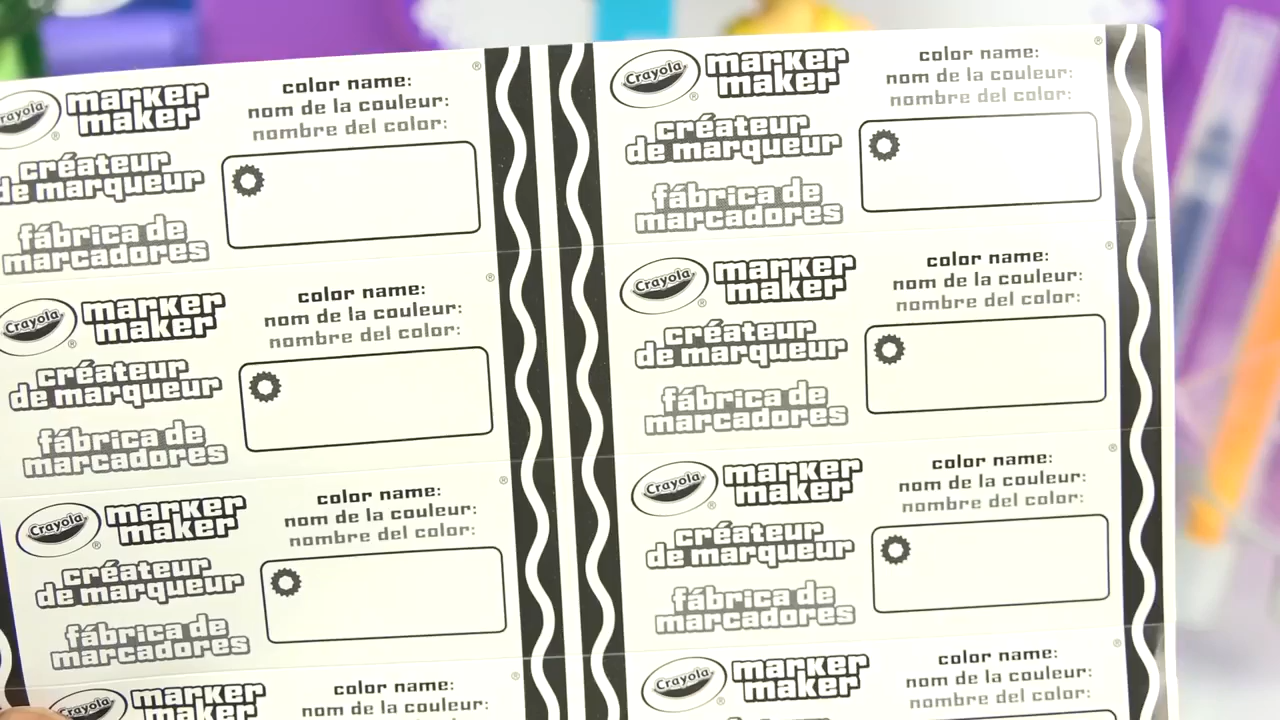 Crayola
marker
maker
créateur
de marqueur
fábrica de
marcadores
color name:
nom de la couleur:
nombre del color:
Crayola
marker
maker
créateur
de marqueur
fábrica de
marcadores
color name:
nom de la couleur:
nombre del color:
Crayola
marker
maker
créateur
de marqueur
fábrica de
marcadores
color name:
nom de la couleur:
nombre del color:
Crayola
marker
maker
créateur
de marqueur
fábrica de
marcadores
color name:
nom de la couleur:
nombre del color:
Crayola
marker
maker
créateur
de marqueur
fábrica de
marcadores
color name:
nom de la couleur:
nombre del color:
Crayola
marker
maker
créateur
de marqueur
fábrica de
marcadores
color name:
nom de la couleur:
nombre del color:
Crayola
marker
maker
color name:
nom de la couleur:
Crayola
marker
maker
color name:
nom de la couleur:
nombre del color: